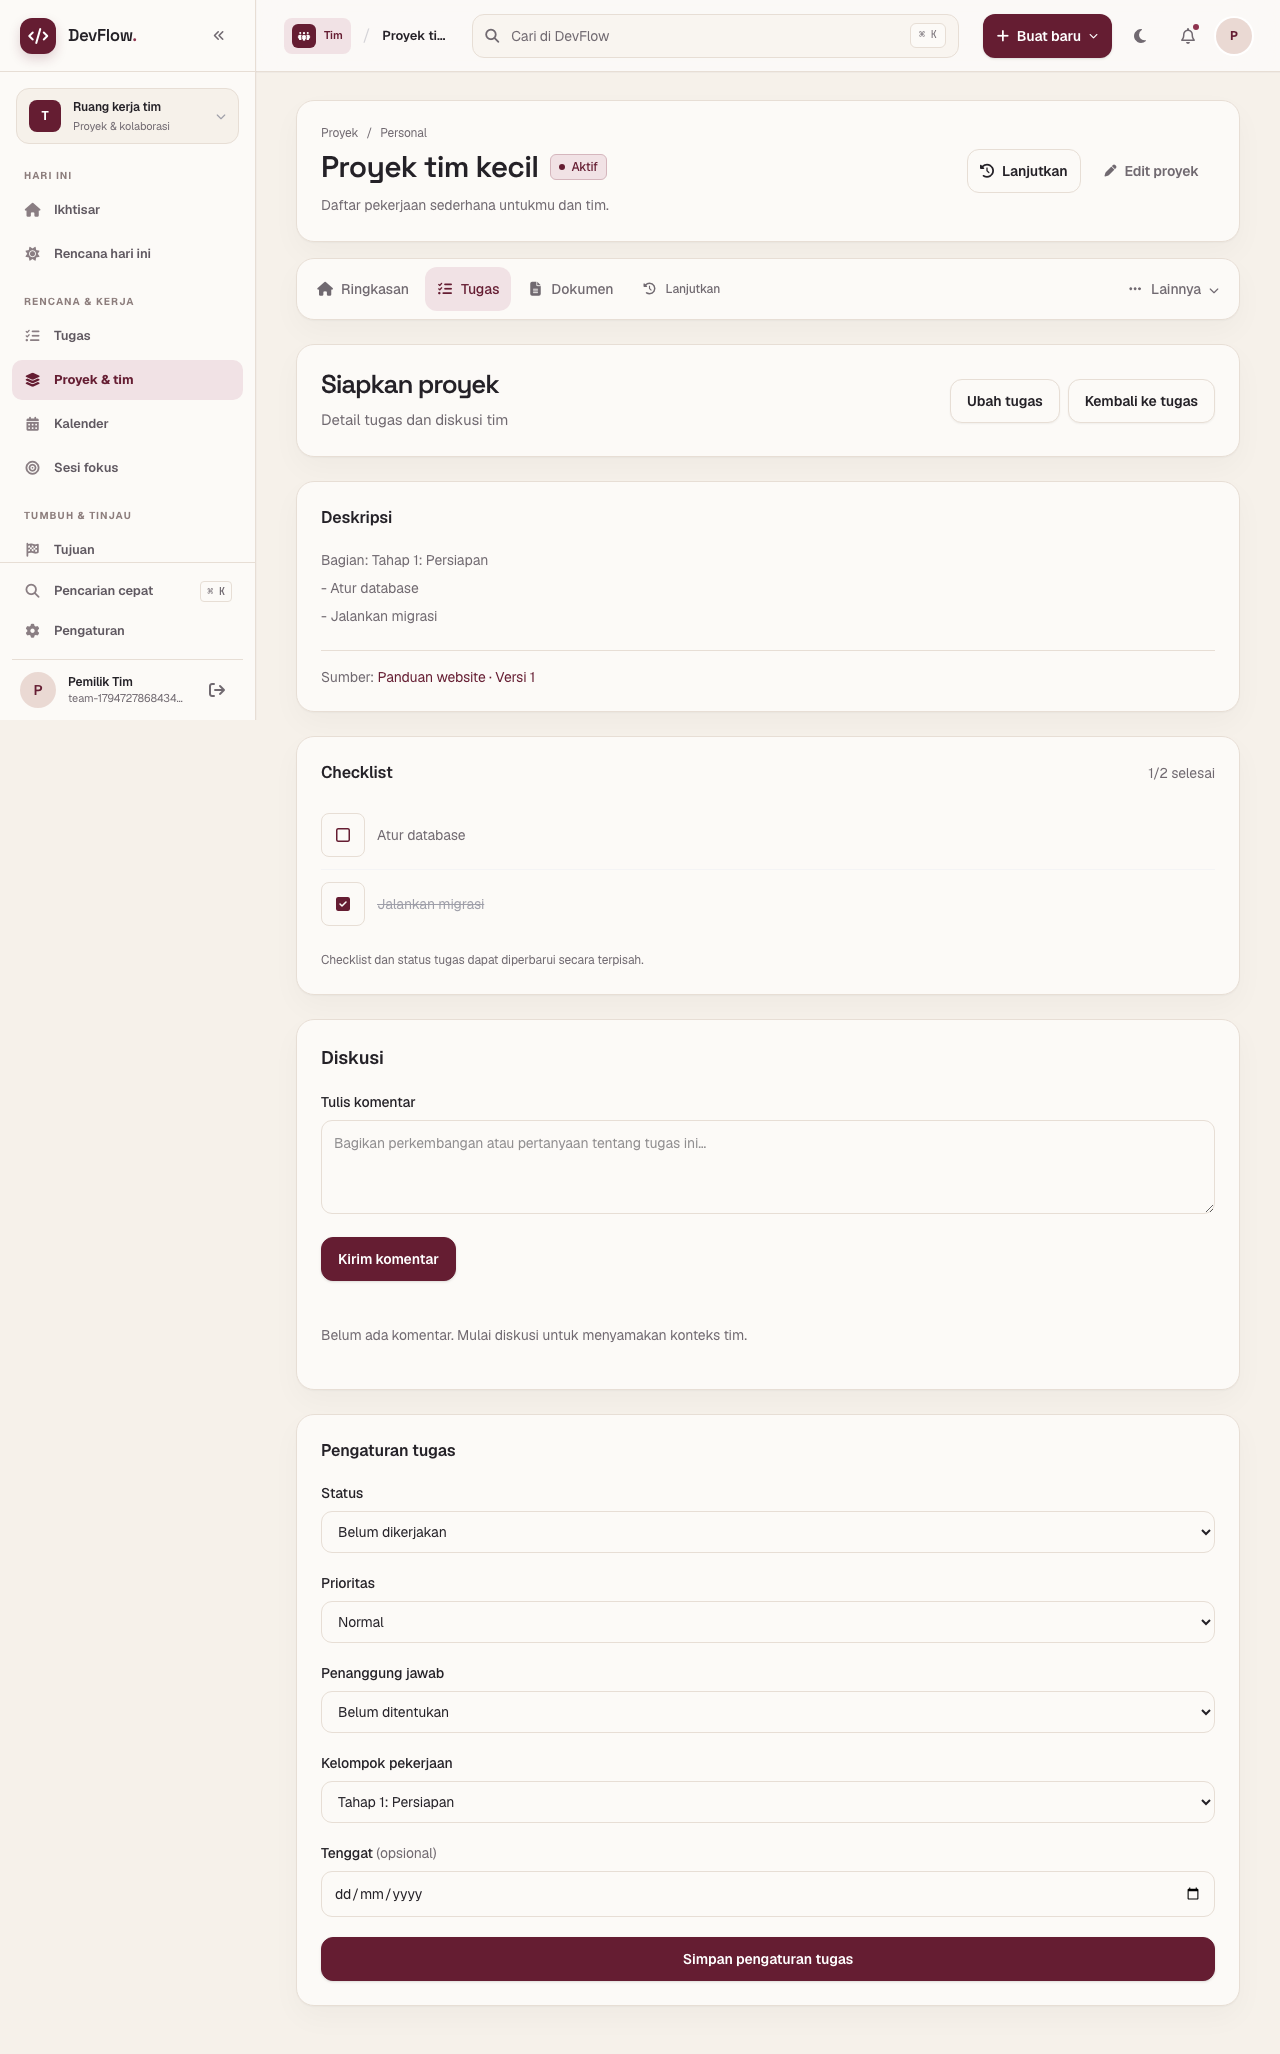 DevFlow.
Ruang kerja tim
Proyek & kolaborasi
HARI INI
Ikhtisar
Rencana hari ini
RENCANA & KERJA
Tugas
Proyek & tim
Kalender
Sesi fokus
TUMBUH & TINJAU
Tujuan
Pencarian cepat ⌘ K
Pengaturan
P
Pemilik Tim
team-1794727868434...
T
Tim / Proyek ti...
Cari di DevFlow ⌘ K
Buat baru
P
Proyek / Personal
Proyek tim kecil
Aktif
Daftar pekerjaan sederhana untukmu dan tim.
Lanjutkan
Edit proyek
Ringkasan
Tugas
Dokumen
Lanjutkan
Lainnya
Siapkan proyek
Detail tugas dan diskusi tim
Ubah tugas
Kembali ke tugas
Deskripsi
Bagian: Tahap 1: Persiapan
- Atur database
- Jalankan migrasi
Sumber: Panduan website · Versi 1
Checklist
1/2 selesai
Atur database
Jalankan migrasi
Checklist dan status tugas dapat diperbarui secara terpisah.
Diskusi
Tulis komentar
Bagikan perkembangan atau pertanyaan tentang tugas ini...
Kirim komentar
Belum ada komentar. Mulai diskusi untuk menyamakan konteks tim.
Pengaturan tugas
Status
Belum dikerjakan
Prioritas
Normal
Penanggung jawab
Belum ditentukan
Kelompok pekerjaan
Tahap 1: Persiapan
Tenggat (opsional)
dd/mm/yyyy
Simpan pengaturan tugas